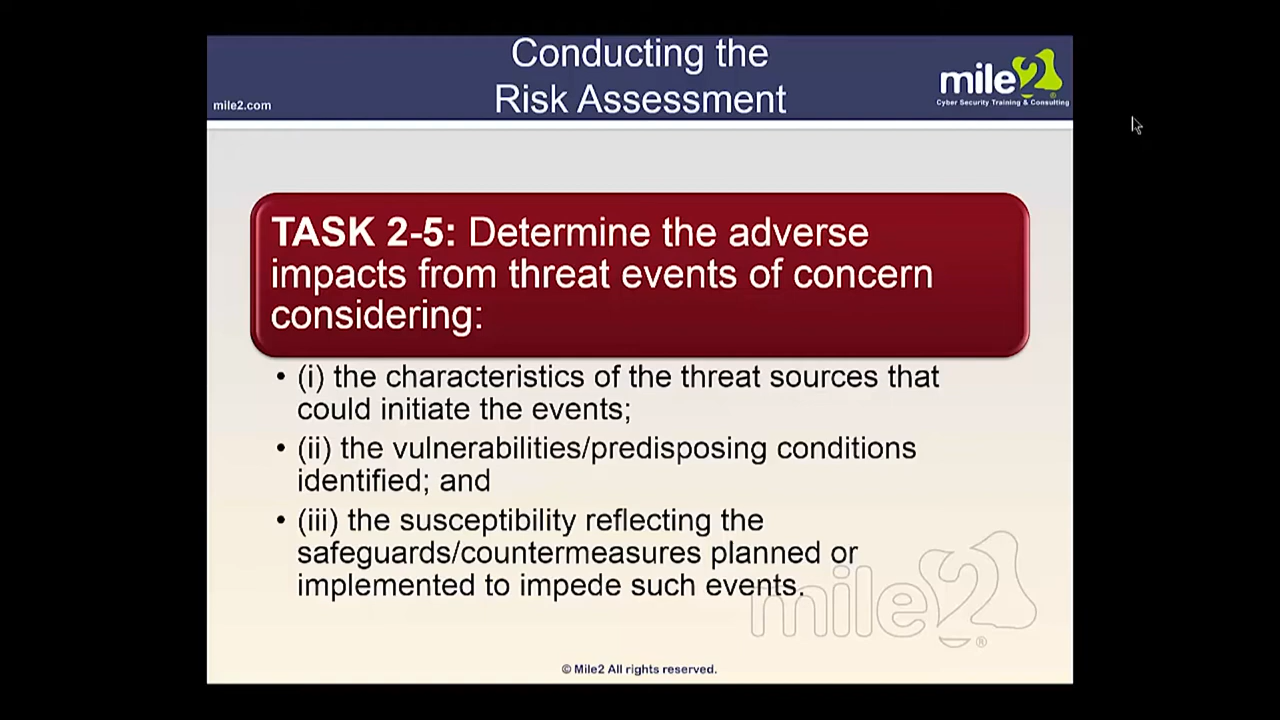 Conducting the
Risk Assessment
mile2.com
mile2
Cyber Security Training & Consulting
TASK 2-5: Determine the adverse
impacts from threat events of concern
considering:
• (i) the characteristics of the threat sources that
could initiate the events;
• (ii) the vulnerabilities/predisposing conditions
identified; and
• (iii) the susceptibility reflecting the
safeguards/countermeasures planned or
implemented to impede such events.
mile2®
© Mile2 All rights reserved.